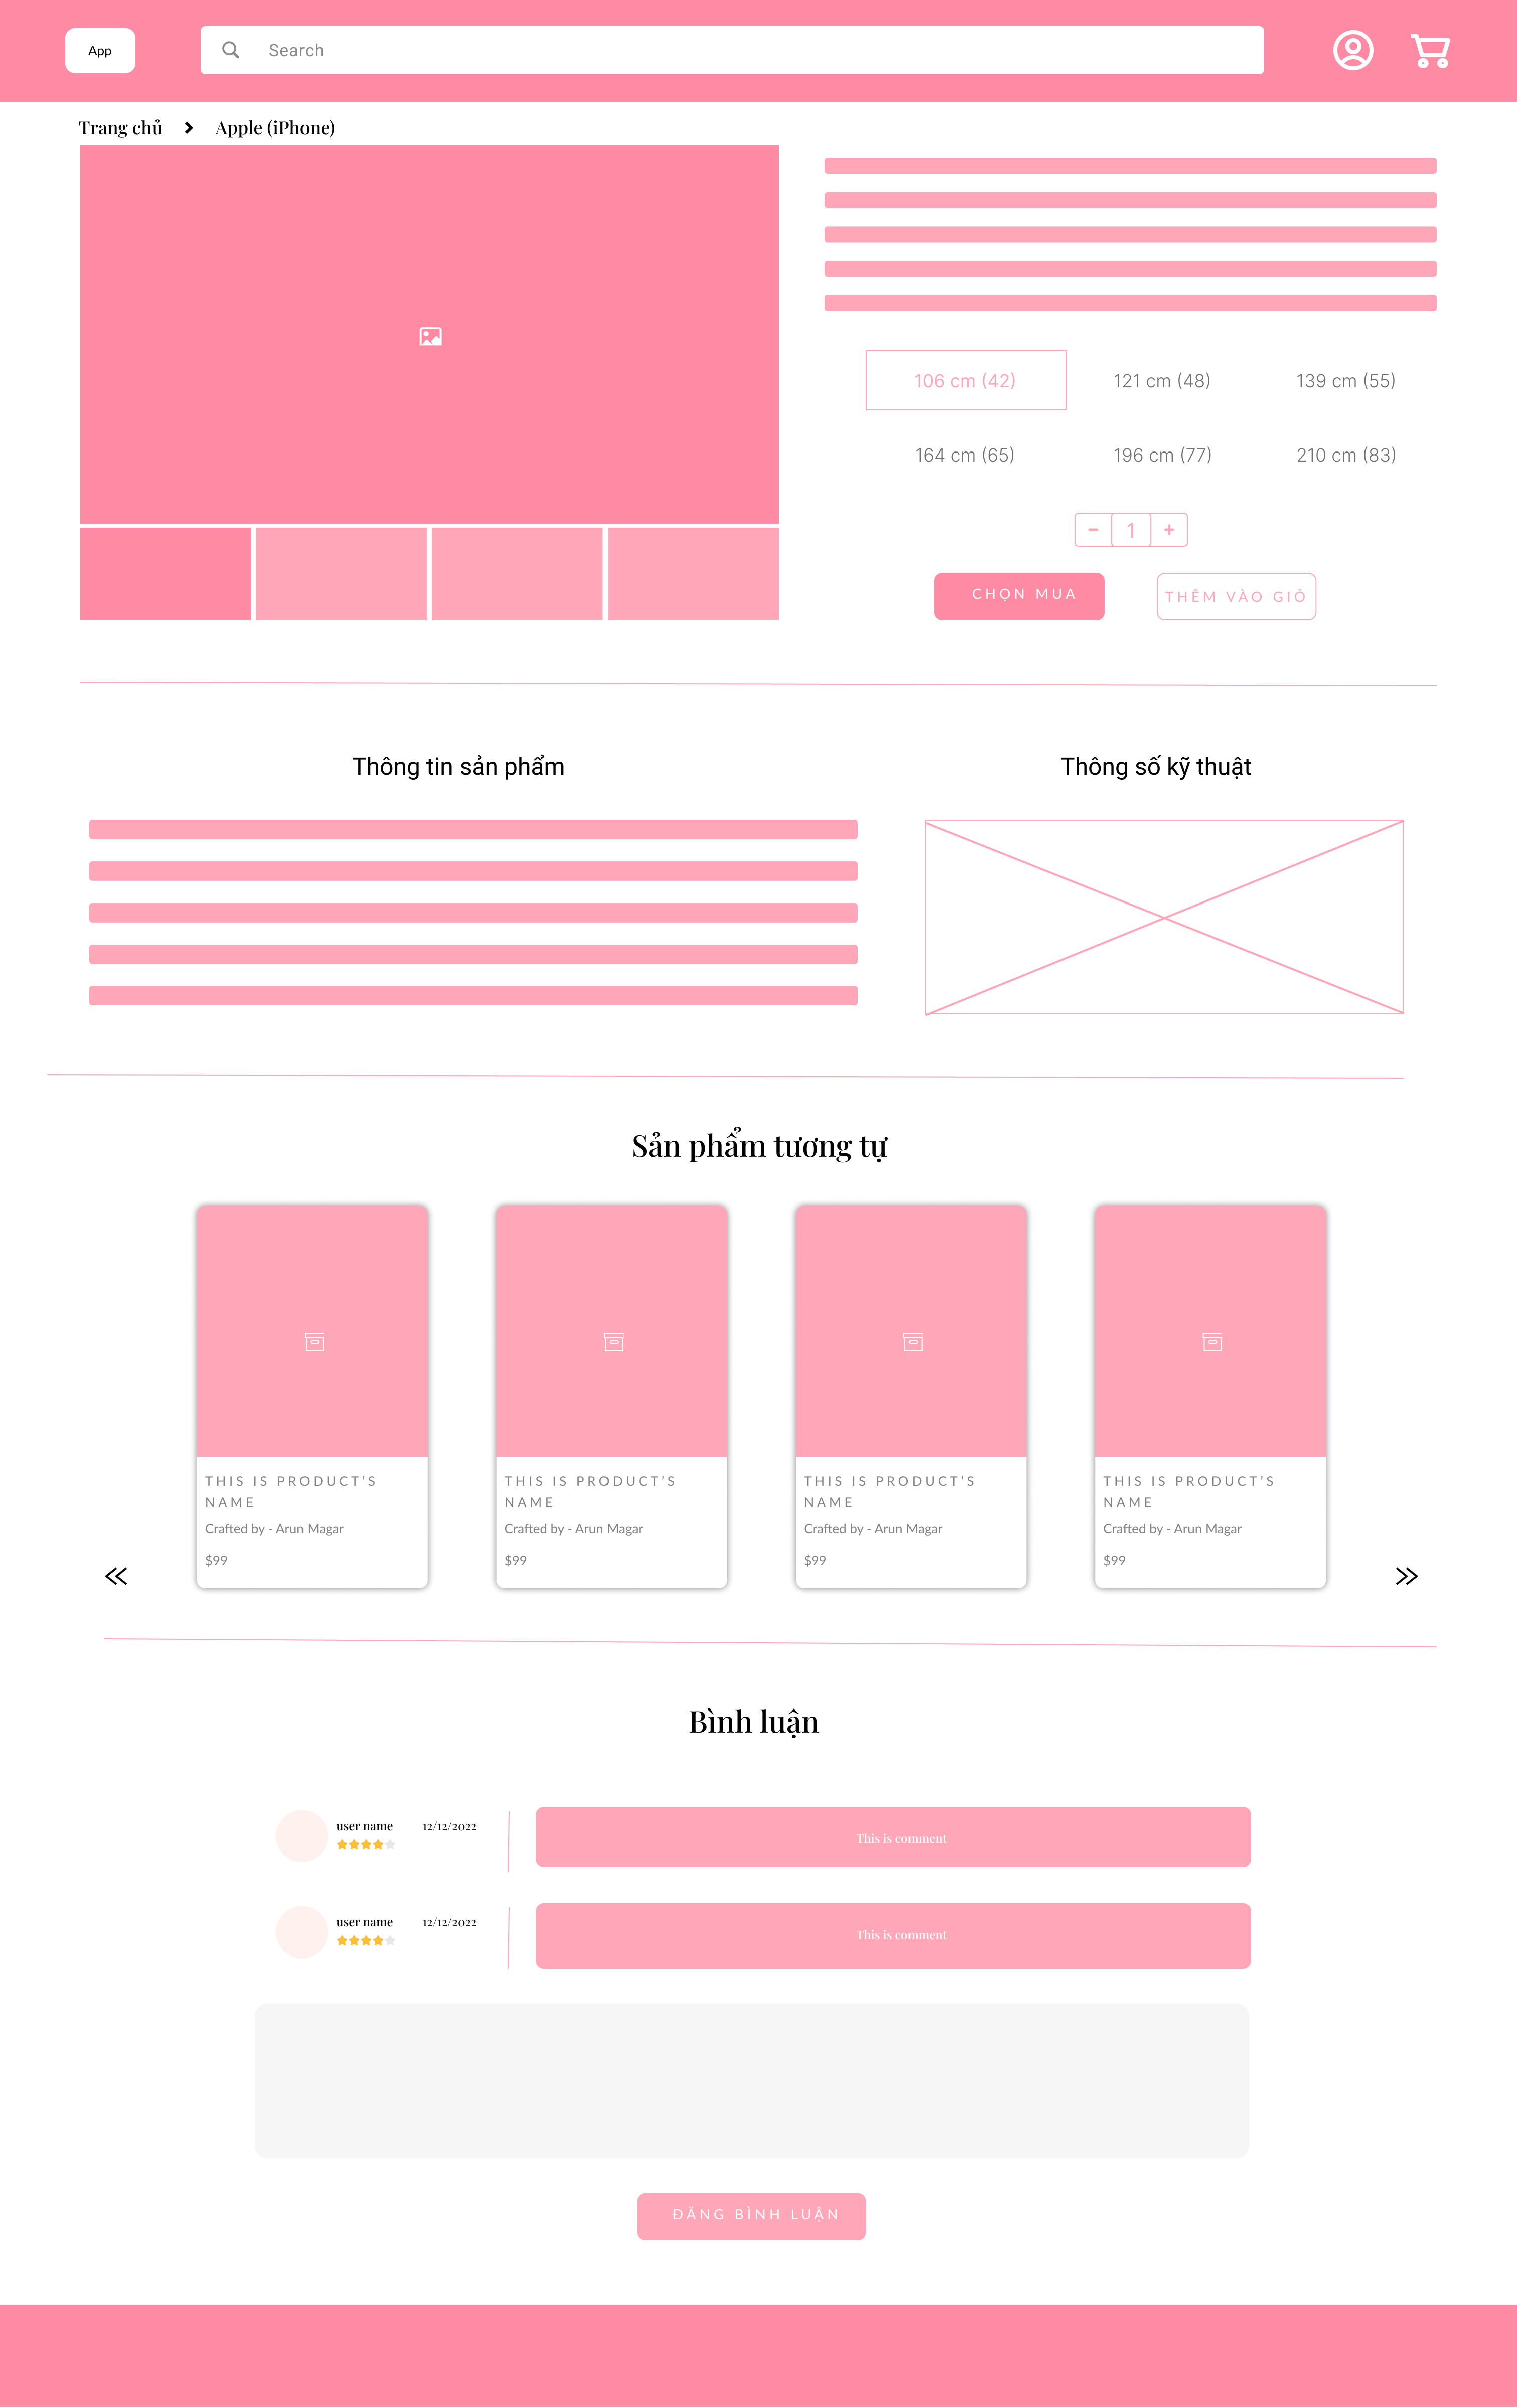 App
Search
Trang chủ
Apple (iPhone)
106 cm (42)
121 cm (48)
139 cm (55)
164 cm (65)
196 cm (77)
210 cm (83)
1
CHỌN MUA
THÊM VÀO GIỎ
Thông tin sản phẩm
Thông số kỹ thuật
Sản phẩm tương tự
THIS IS PRODUCT'S
NAME
Crafted by - Arun Magar
$99
THIS IS PRODUCT'S
NAME
Crafted by - Arun Magar
$99
THIS IS PRODUCT'S
NAME
Crafted by - Arun Magar
$99
THIS IS PRODUCT'S
NAME
Crafted by - Arun Magar
$99
Bình luận
user name
12/12/2022
This is comment
user name
12/12/2022
This is comment
ĐĂNG BÌNH LUẬN